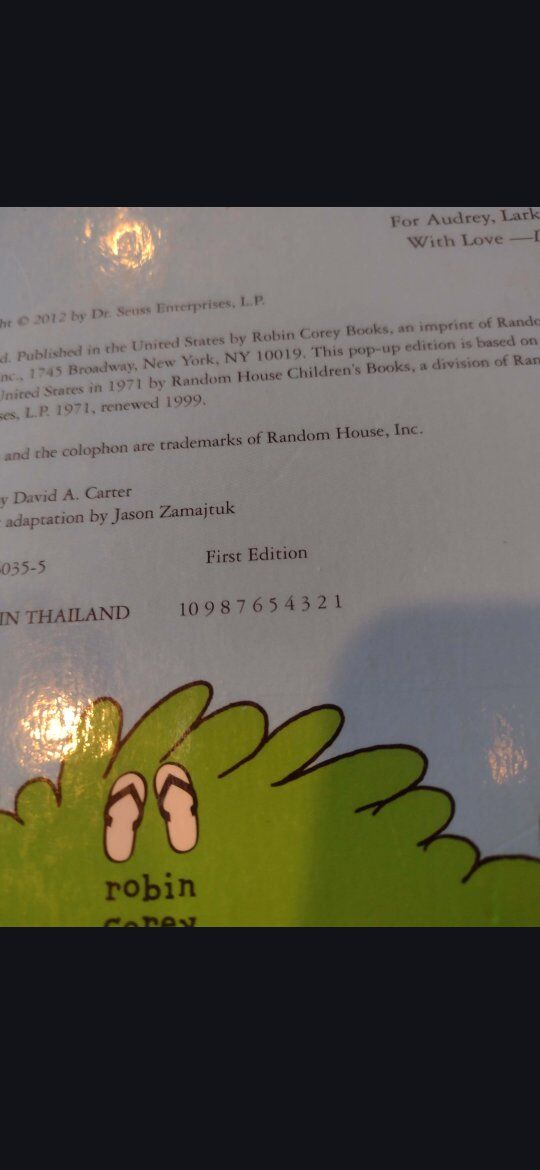 For Audrey, Lark
With Love —
ht © 2012 by Dr. Seuss Enterprises, L.P.
d. Published in the United States by Robin Corey Books, an imprint of Rando
nc., 1745 Broadway, New York, NY 10019. This pop-up edition is based on
United States in 1971 by Random House Children's Books, a division of Ran
ses, L.P. 1971, renewed 1999.
and the colophon are trademarks of Random House, Inc.
y David A. Carter
adaptation by Jason Zamajtuk
035-5
First Edition
IN THAILAND
10 9 8 7 6 5 4 3 2 1
robin
corey